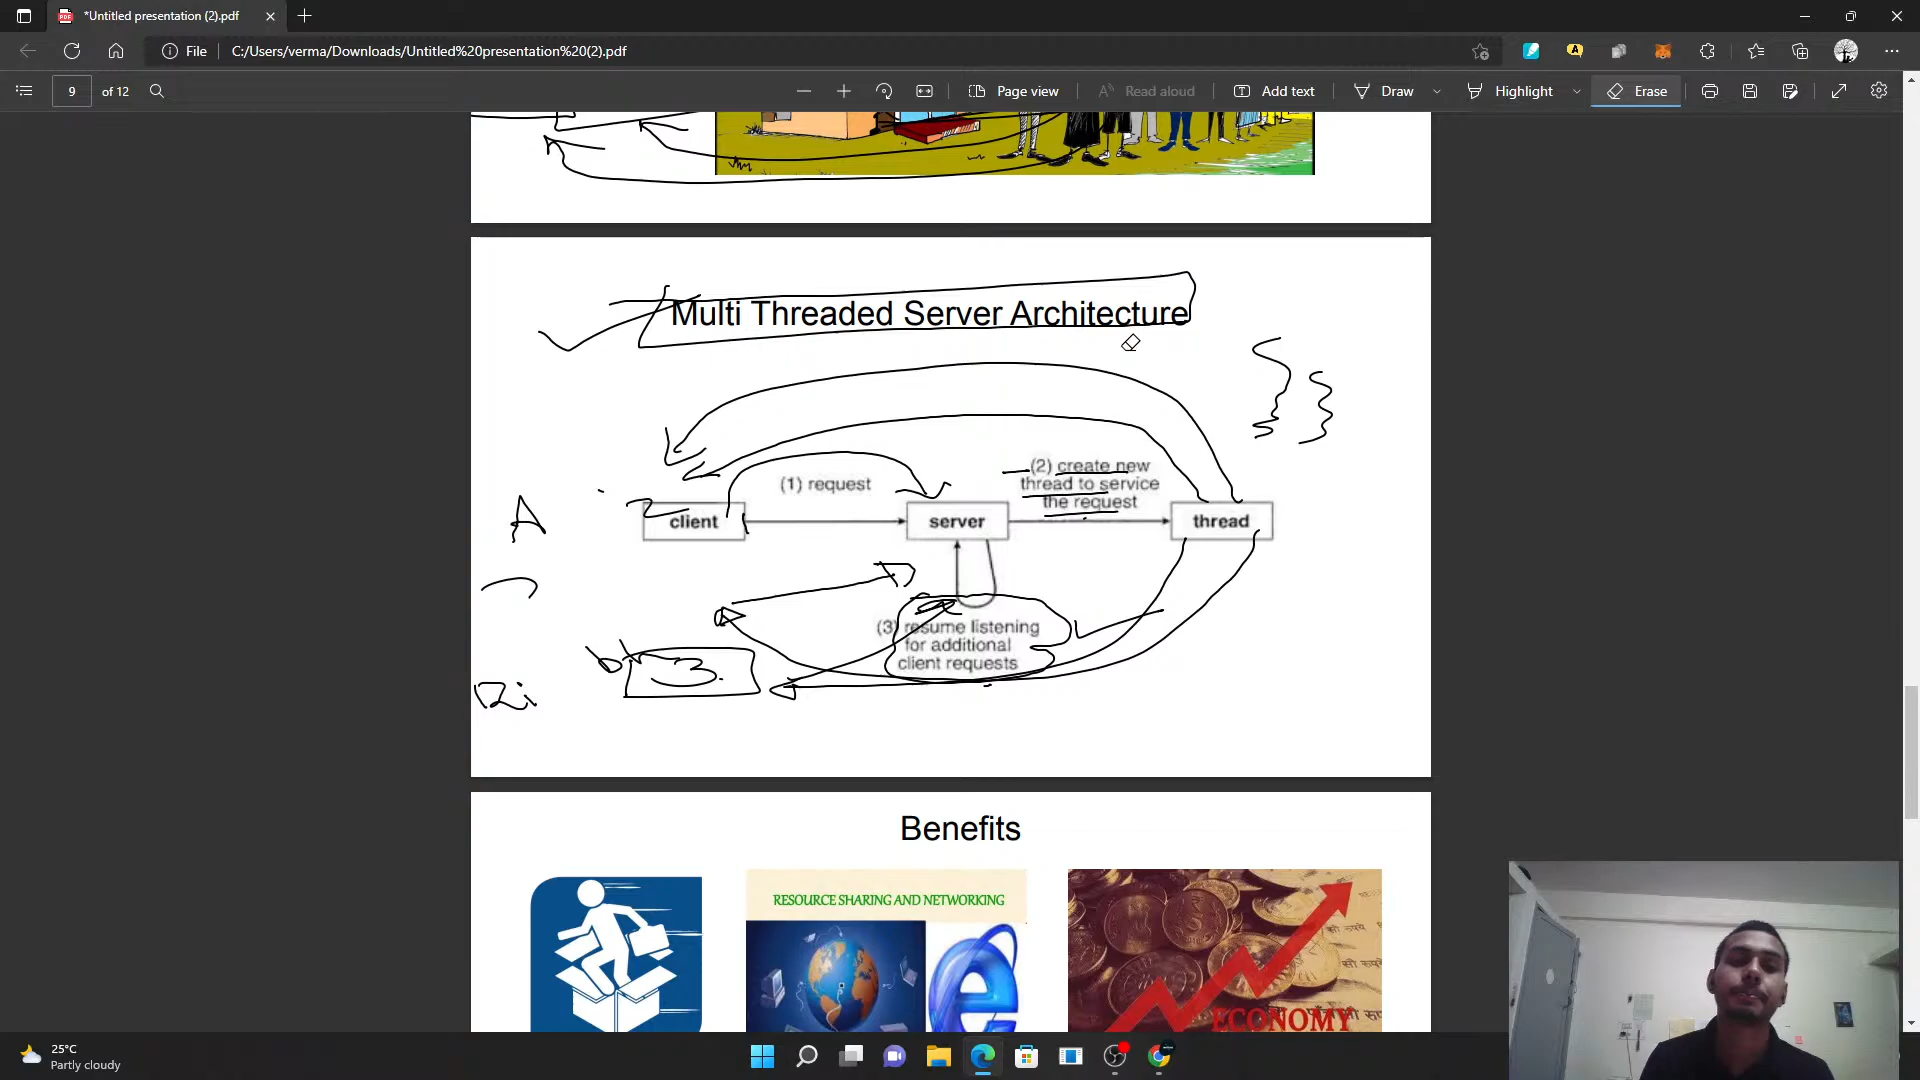 *Untitled presentation (2).pdf
File
C:/Users/verma/Downloads/Untitled%20presentation%20(2).pdf
9 of 12
Page view
Read aloud
Add text
Draw
Highlight
Erase
Multi Threaded Server Architecture
(1) request
(2) create new
thread to service
the request
client
server
thread
A
(3) resume listening
for additional
client requests
3
Benefits
RESOURCE SHARING AND NETWORKING
ECONOMY
25°C
Partly cloudy